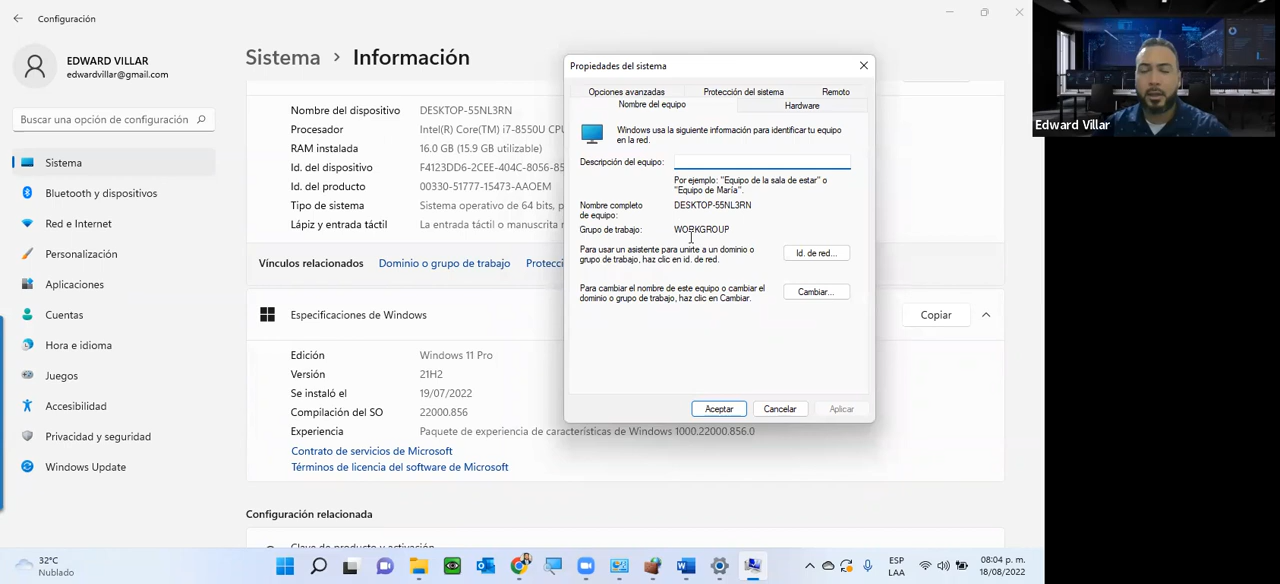 Configuración
EDWARD VILLAR
edwardvillar@gmail.com
Buscar una opción de configuración
Sistema
Bluetooth y dispositivos
Red e Internet
Personalización
Aplicaciones
Cuentas
Hora e idioma
Juegos
Accesibilidad
Privacidad y seguridad
Windows Update
Sistema > Información
Nombre del dispositivo DESKTOP-55NL3RN
Procesador Intel(R) Core(TM) i7-8550U CPU
RAM instalada 16.0 GB (15.9 GB utilizable)
Id. del dispositivo F4123DD6-2CEE-404C-8056-85
Id. del producto 00330-51777-15473-AAOEM
Tipo de sistema Sistema operativo de 64 bits, p
Lápiz y entrada táctil La entrada táctil o manuscrita
Vínculos relacionados Dominio o grupo de trabajo Protecci
Especificaciones de Windows
Copiar
Edición Windows 11 Pro
Versión 21H2
Se instaló el 19/07/2022
Compilación del SO 22000.856
Experiencia Paquete de experiencia de características de Windows 1000.22000.856.0
Contrato de servicios de Microsoft
Términos de licencia del software de Microsoft
Configuración relacionada
Clave de producto y activación
Propiedades del sistema
Opciones avanzadas Protección del sistema Remoto
Nombre del equipo Hardware
Windows usa la siguiente información para identificar tu equipo
en la red.
Descripción del equipo:
Por ejemplo: "Equipo de la sala de estar" o
"Equipo de María".
Nombre completo DESKTOP-55NL3RN
de equipo:
Grupo de trabajo: WORKGROUP
Para usar un asistente para unirte a un dominio o
grupo de trabajo, haz clic en id. de red.
Id. de red...
Para cambiar el nombre de este equipo o cambiar el
dominio o grupo de trabajo, haz clic en Cambiar.
Cambiar...
Aceptar Cancelar Aplicar
Edward Villar
32°C
Nublado
ESP
LAA
08:04 p. m.
18/08/2022